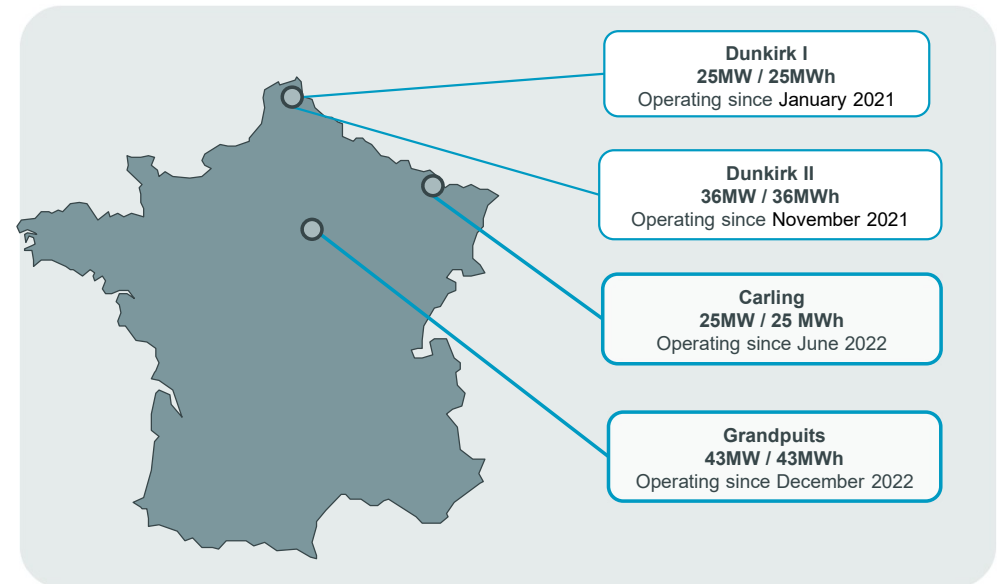 Dunkirk I
25MW / 25MWh
Operating since January 2021
Dunkirk II
36MW / 36MWh
Operating since November 2021
Carling
25MW / 25 MWh
Operating since June 2022
Grandpuits
43MW / 43MWh
Operating since December 2022